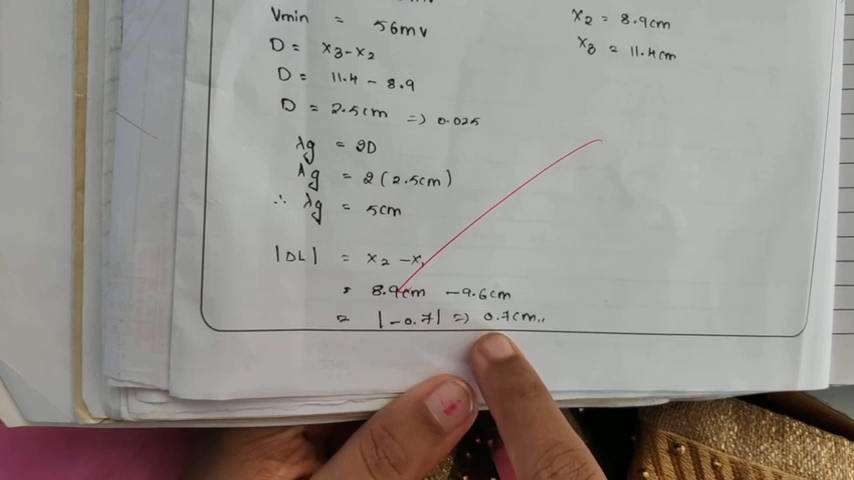 Vmin = 56mv
x2 = 8.9cm
D = x3-x2
x3 = 11.4cm
D = 11.4 - 8.9
D = 2.5cm => 0.025
λg = 2D
λg = 2(2.5cm)
∴ λg = 5cm
|DL| = x2 - x1
= 8.9cm - 9.6cm
= |-0.7| => 0.7cm,,